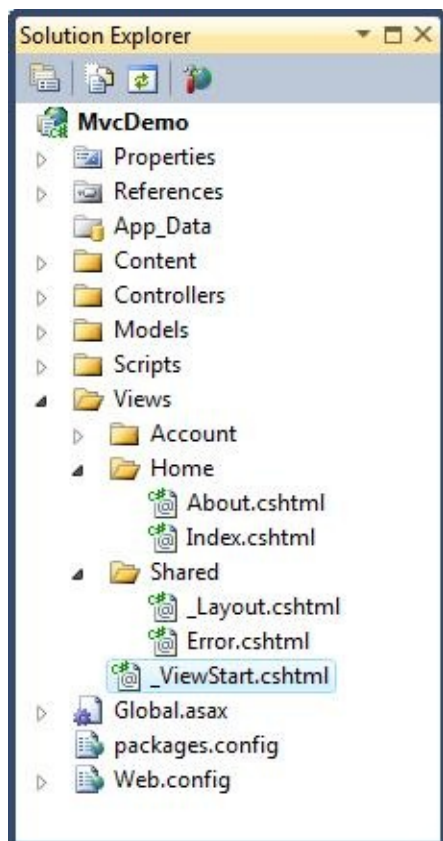 Solution Explorer
MvcDemo
Properties
References
App_Data
Content
Controllers
Models
Scripts
Views
Account
Home
About.cshtml
Index.cshtml
Shared
_Layout.cshtml
Error.cshtml
_ViewStart.cshtml
Global.asax
packages.config
Web.config